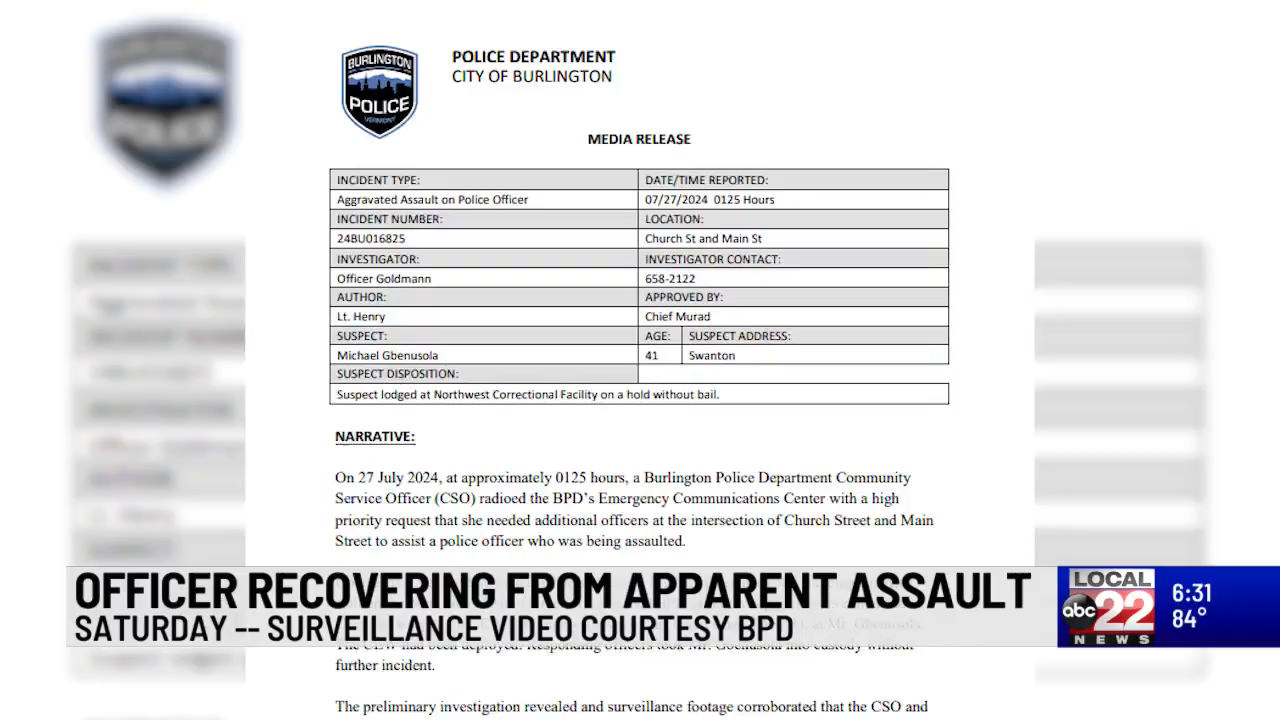 BURLINGTON
POLICE
VERMONT
POLICE DEPARTMENT
CITY OF BURLINGTON
MEDIA RELEASE
INCIDENT TYPE: DATE/TIME REPORTED:
Aggravated Assault on Police Officer 07/27/2024 0125 Hours
INCIDENT NUMBER: LOCATION:
24BU016825 Church St and Main St
INVESTIGATOR: INVESTIGATOR CONTACT:
Officer Goldmann 658-2122
AUTHOR: APPROVED BY:
Lt. Henry Chief Murad
SUSPECT: AGE: SUSPECT ADDRESS:
Michael Gbenusola 41 Swanton
SUSPECT DISPOSITION:
Suspect lodged at Northwest Correctional Facility on a hold without bail.
NARRATIVE:
On 27 July 2024, at approximately 0125 hours, a Burlington Police Department Community
Service Officer (CSO) radioed the BPD's Emergency Communications Center with a high
priority request that she needed additional officers at the intersection of Church Street and Main
Street to assist a police officer who was being assaulted.
OFFICER RECOVERING FROM APPARENT ASSAULT
SATURDAY -- SURVEILLANCE VIDEO COURTESY BPD
LOCAL
abc 22
NEWS
6:31
84°
further incident.
The preliminary investigation revealed and surveillance footage corroborated that the CSO and